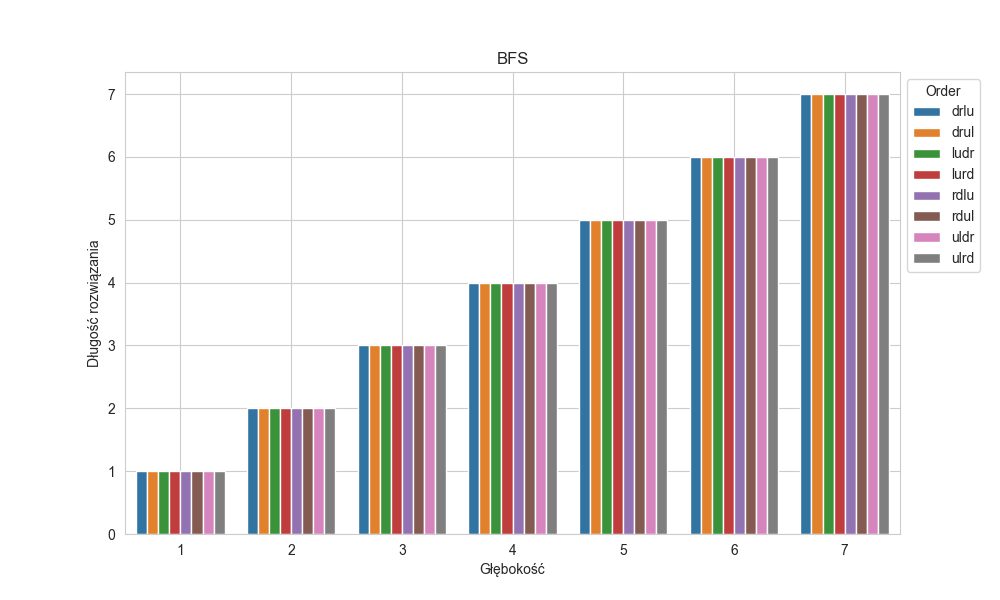 BFS
Długość rozwiązania
7
6
5
4
3
2
1
0
1 2 3 4 5 6 7
Głębokość
Order
drlu
drul
ludr
lurd
rdlu
rdul
uldr
ulrd